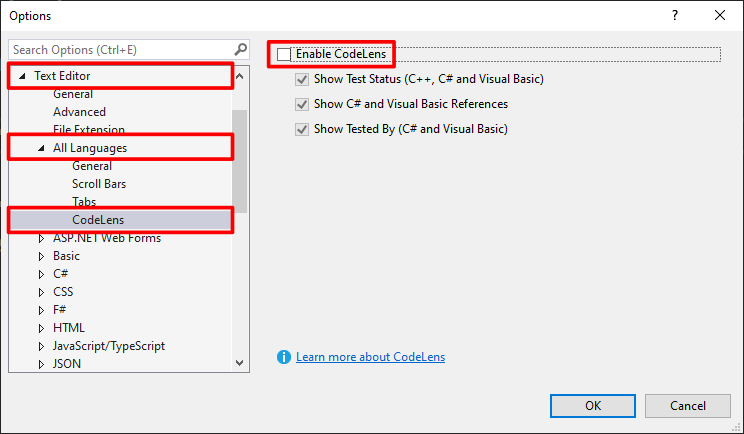 Options
Search Options (Ctrl+E)
Text Editor
General
Advanced
File Extension
All Languages
General
Scroll Bars
Tabs
CodeLens
ASP.NET Web Forms
Basic
C#
CSS
F#
HTML
JavaScript/TypeScript
JSON
Enable CodeLens
Show Test Status (C++, C# and Visual Basic)
Show C# and Visual Basic References
Show Tested By (C# and Visual Basic)
Learn more about CodeLens
OK
Cancel